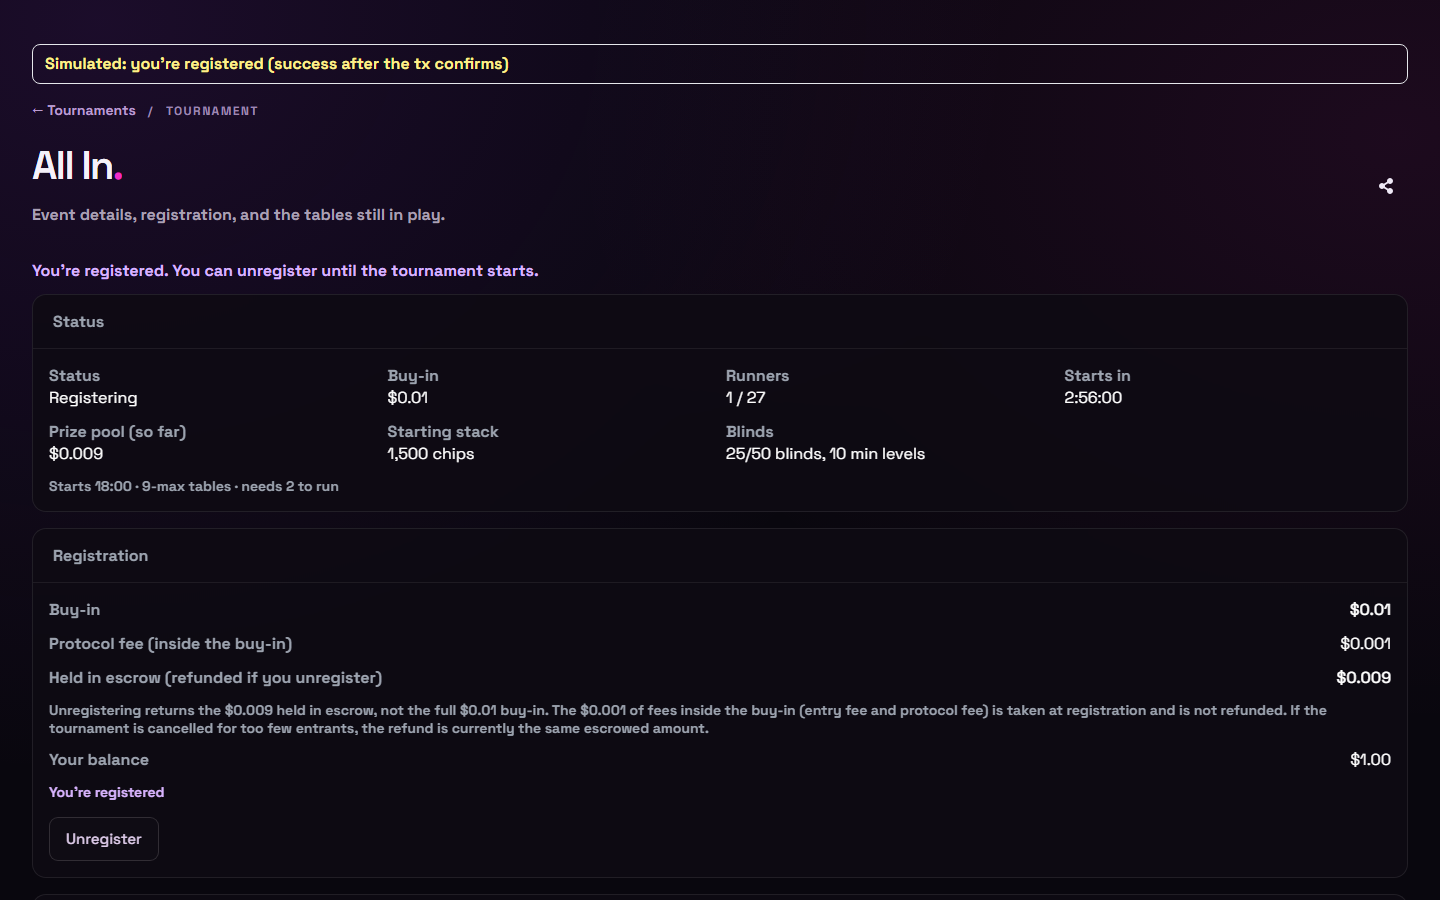 Simulated: you're registered (success after the tx confirms)
← Tournaments / TOURNAMENT
All In.
Event details, registration, and the tables still in play.
You're registered. You can unregister until the tournament starts.
Status
Status
Registering
Buy-in
$0.01
Runners
1 / 27
Starts in
2:56:00
Prize pool (so far)
$0.009
Starting stack
1,500 chips
Blinds
25/50 blinds, 10 min levels
Starts 18:00 · 9-max tables · needs 2 to run
Registration
Buy-in $0.01
Protocol fee (inside the buy-in) $0.001
Held in escrow (refunded if you unregister) $0.009
Unregistering returns the $0.009 held in escrow, not the full $0.01 buy-in. The $0.001 of fees inside the buy-in (entry fee and protocol fee) is taken at registration and is not refunded. If the
tournament is cancelled for too few entrants, the refund is currently the same escrowed amount.
Your balance $1.00
You're registered
Unregister